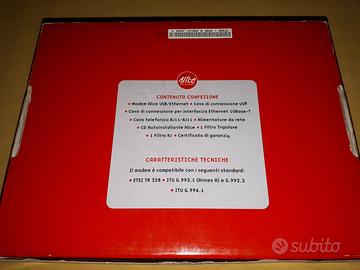 Alice
CONTENUTO CONFEZIONE
• Modem Alice USB/Ethernet • Cavo di connessione USB
• Cavo di connessione per interfaccia Ethernet 10Base-T
• Cavo telefonico RJ11-RJ11 • Alimentatore da rete
• CD Autoinstallante Alice • 1 Filtro Tripolare
• 1 Filtro RJ • Certificato di garanzia
CARATTERISTICHE TECNICHE
Il modem è compatibile con i seguenti standard:
• ETSI TR 328 • ITU G.992.1 (Annex A) e G.992.2
• ITU G.994.1
subito